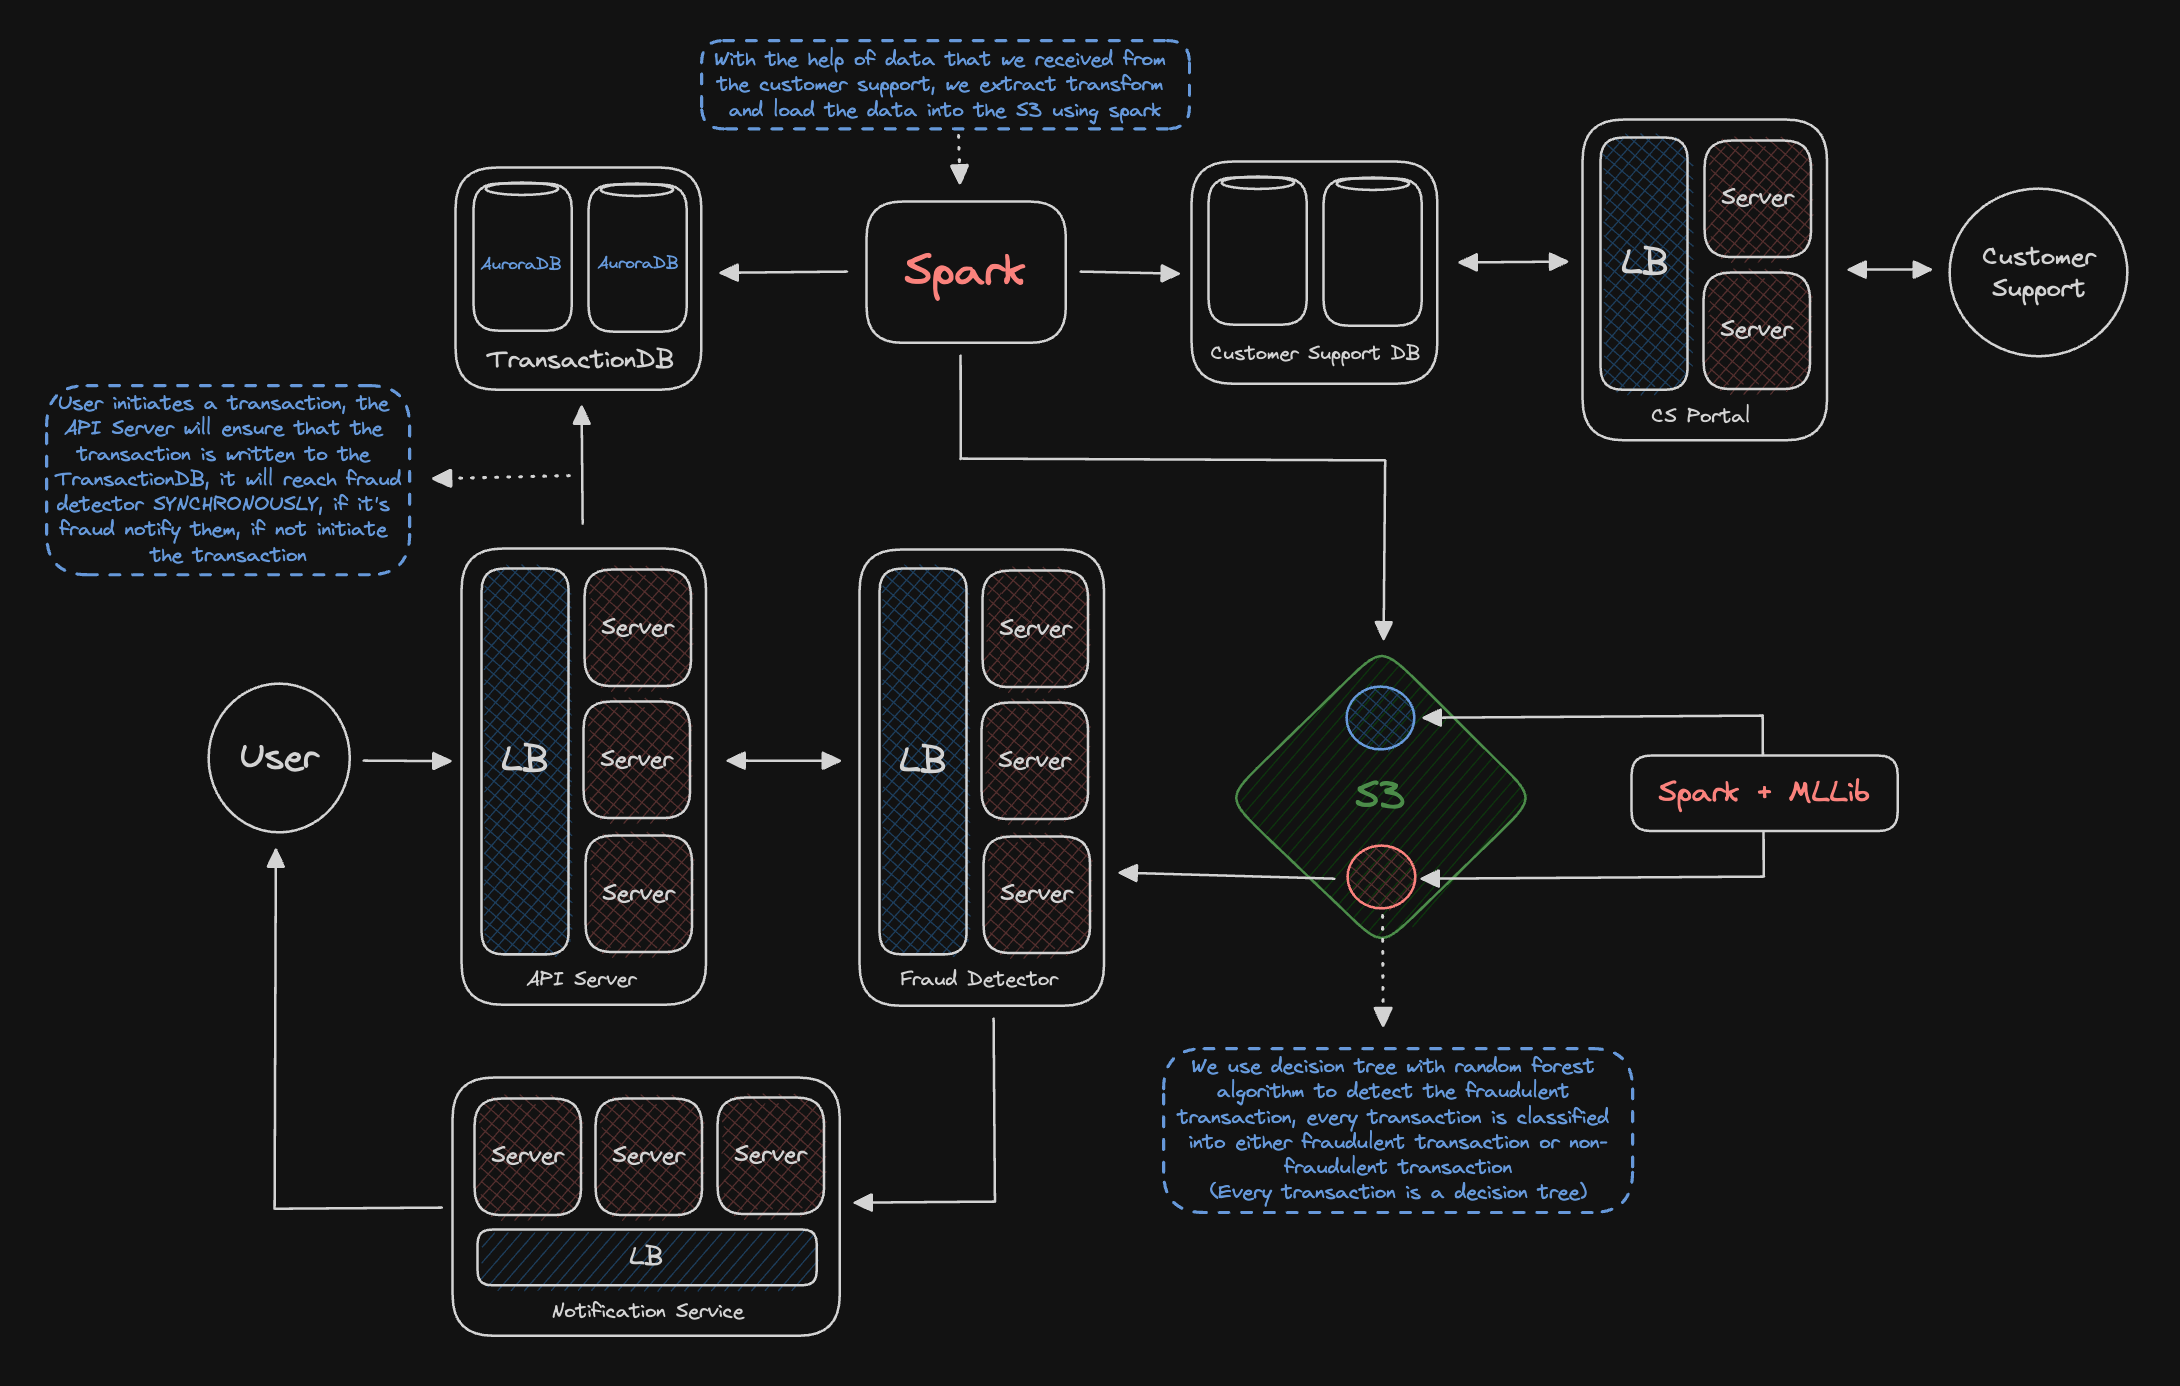 With the help of data that we received from
the customer support, we extract transform
and load the data into the S3 using spark
AuroraDB
AuroraDB
TransactionDB
Spark
Customer Support DB
LB
Server
Server
CS Portal
Customer
Support
User initiates a transaction, the
API Server will ensure that the
transaction is written to the
TransactionDB, it will reach fraud
detector SYNCHRONOUSLY, if it's
fraud notify them, if not initiate
the transaction
User
LB
Server
Server
Server
API Server
LB
Server
Server
Server
Fraud Detector
S3
Spark + MLLib
We use decision tree with random forest
algorithm to detect the fraudulent
transaction, every transaction is classified
into either fraudulent transaction or non-
fraudulent transaction
(Every transaction is a decision tree)
Server
Server
Server
LB
Notification Service